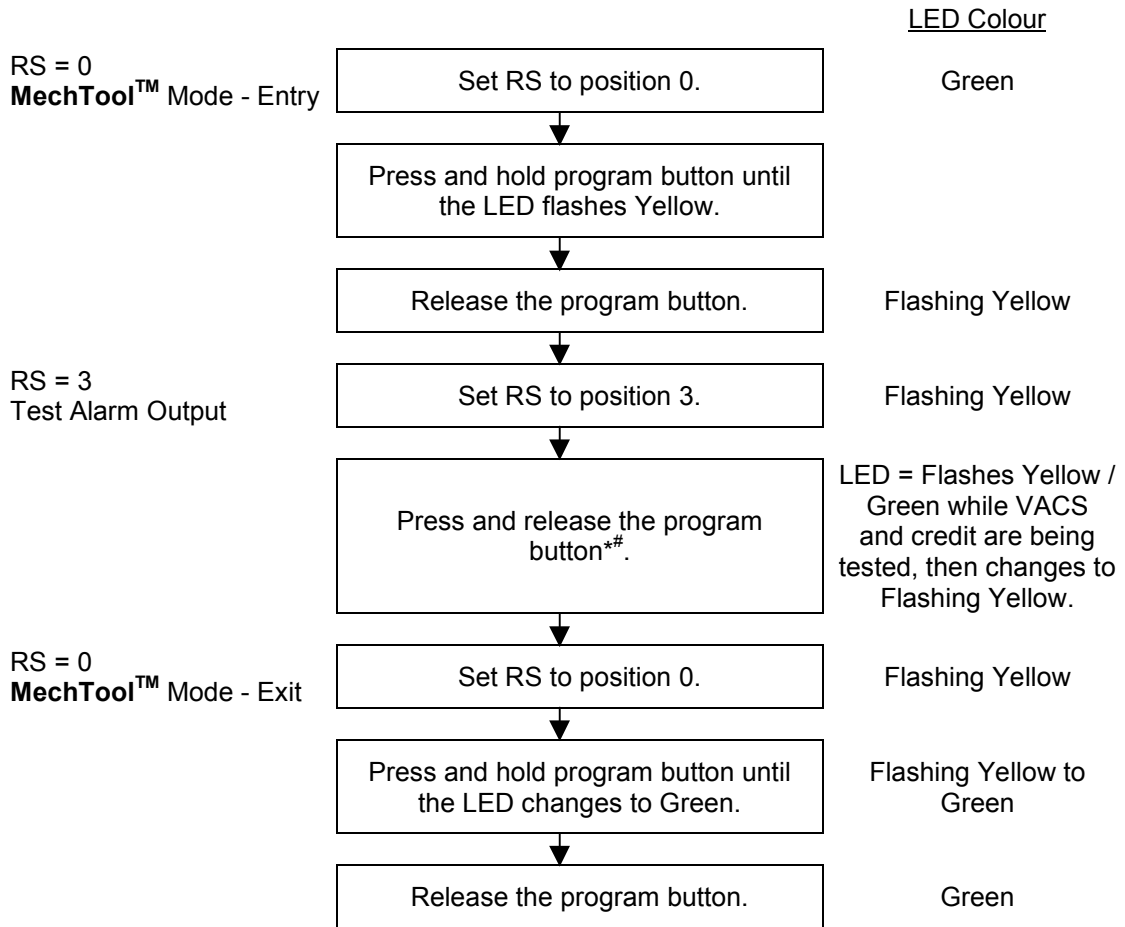 LED Colour
RS = 0
MechTool™ Mode - Entry
Set RS to position 0.
Green
Press and hold program button until
the LED flashes Yellow.
Release the program button.
Flashing Yellow
RS = 3
Test Alarm Output
Set RS to position 3.
Flashing Yellow
Press and release the program
button*#.
LED = Flashes Yellow /
Green while VACS
and credit are being
tested, then changes to
Flashing Yellow.
RS = 0
MechTool™ Mode - Exit
Set RS to position 0.
Flashing Yellow
Press and hold program button until
the LED changes to Green.
Flashing Yellow to
Green
Release the program button.
Green